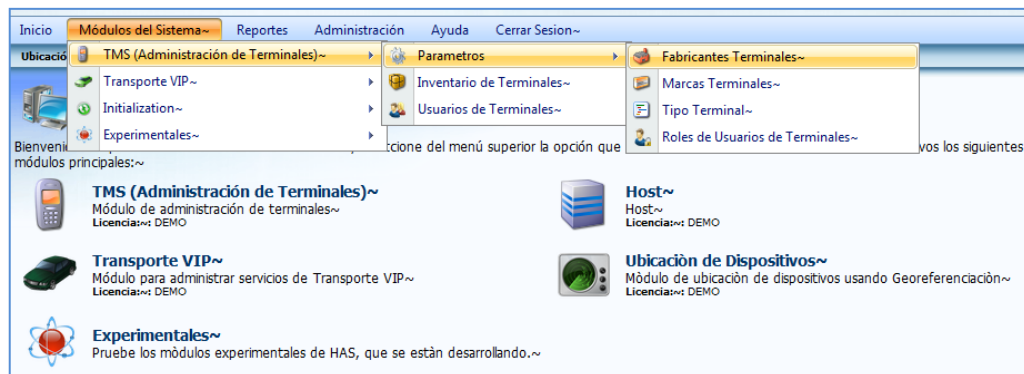 Inicio Módulos del Sistema~ Reportes Administración Ayuda Cerrar Sesion~
Ubicació
TMS (Administración de Terminales)~
Transporte VIP~
Initialization~
Experimentales~
Parametros
Inventario de Terminales~
Usuarios de Terminales~
Fabricantes Terminales~
Marcas Terminales~
Tipo Terminal~
Roles de Usuarios de Terminales~
Bienveni ccione del menú superior la opción que vos los siguientes
módulos principales:~
TMS (Administración de Terminales)~
Módulo de administración de terminales~
Licencia:~: DEMO
Host~
Host~
Licencia:~: DEMO
Transporte VIP~
Módulo para administrar servicios de Transporte VIP~
Licencia:~: DEMO
Ubicaciòn de Dispositivos~
Mòdulo de ubicaciòn de dispositivos usando Georeferenciaciòn~
Licencia:~: DEMO
Experimentales~
Pruebe los mòdulos experimentales de HAS, que se estàn desarrollando.~